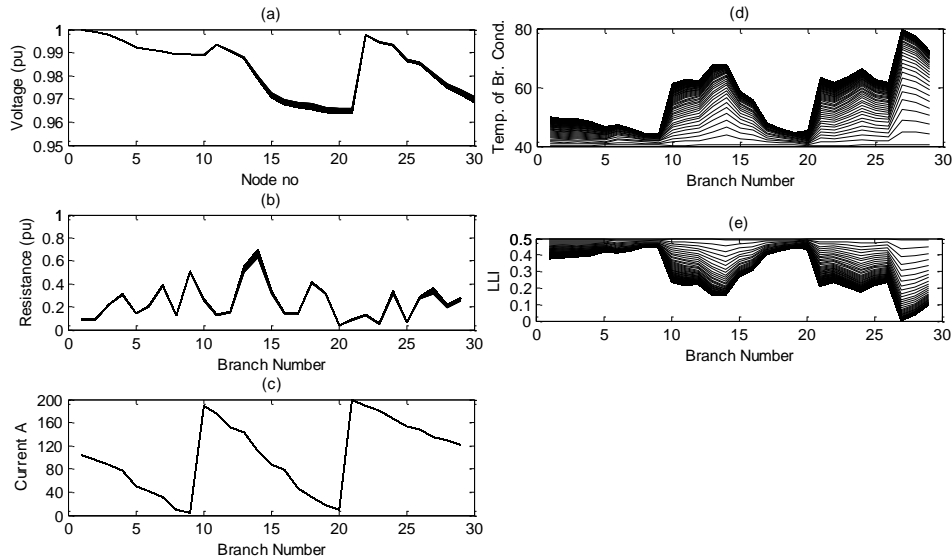 (a)
Voltage (pu)
1
0.99
0.98
0.97
0.96
0.95
0 5 10 15 20 25 30
Node no
(b)
Resistance (pu)
1
0.8
0.6
0.4
0.2
0
0 5 10 15 20 25 30
Branch Number
(c)
Current A
200
160
120
80
40
0
0 5 10 15 20 25 30
Branch Number
(d)
Temp. of Br. Cond.
80
60
40
0 5 10 15 20 25 30
Branch Number
(e)
LLI
0.5
0.4
0.3
0.2
0.1
0
0 5 10 15 20 25 30
Branch Number